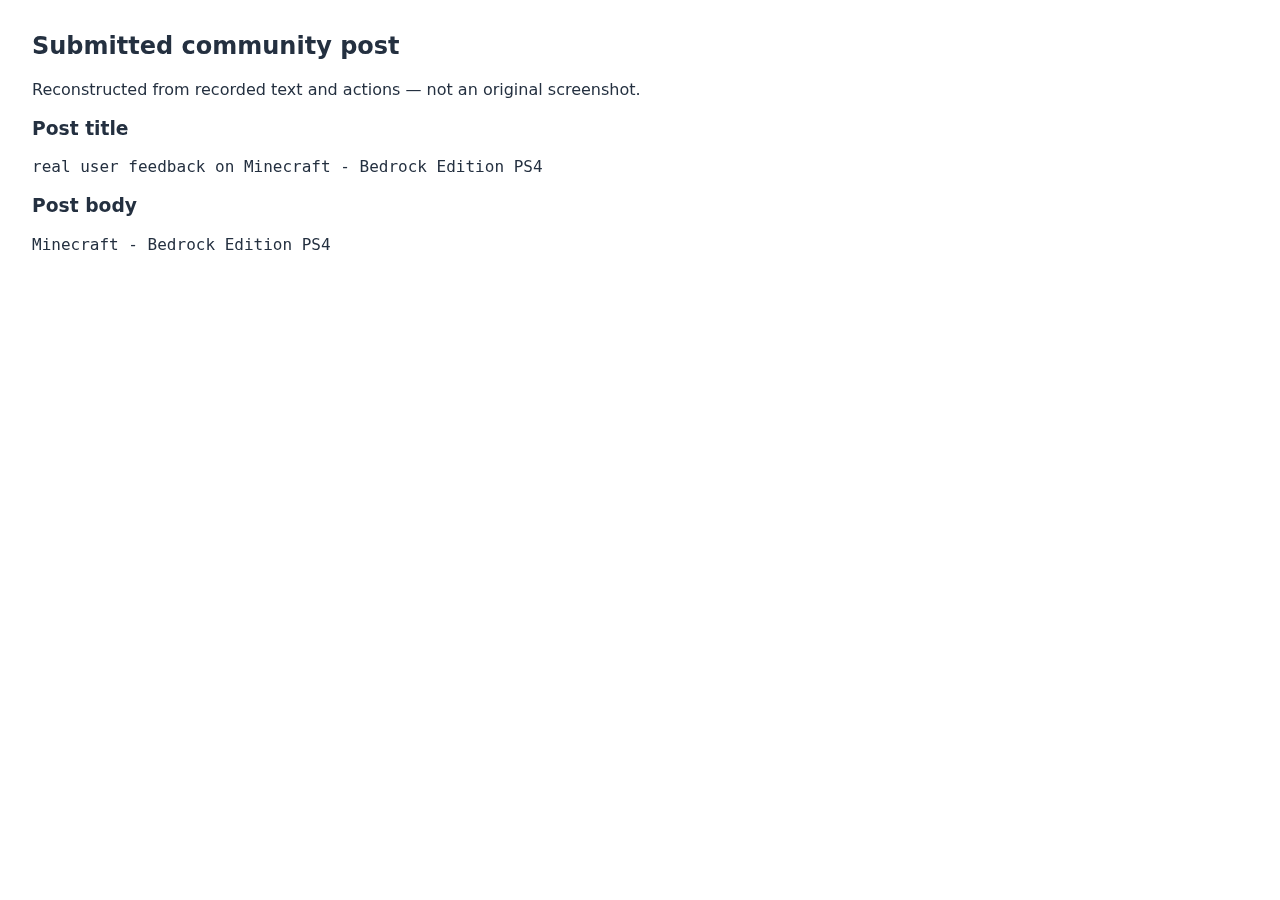 Submitted community post
Reconstructed from recorded text and actions — not an original screenshot.
Post title
real user feedback on Minecraft - Bedrock Edition PS4
Post body
Minecraft - Bedrock Edition PS4